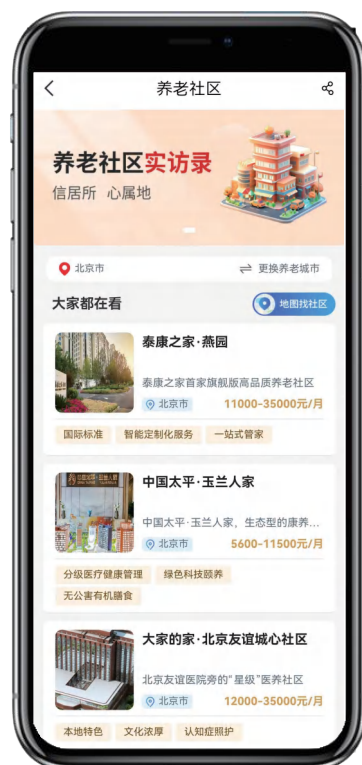 养老社区
养老社区实访录
信居所 心属地
北京市
更换养老城市
大家都在看
地图找社区
泰康之家·燕园
泰康之家首家旗舰版高品质养老社区
北京市 11000-35000元/月
国际标准 智能定制化服务 一站式管家
中国太平·玉兰人家
中国太平·玉兰人家，生态型的康养...
北京市 5600-11500元/月
分级医疗健康管理 绿色科技颐养
无公害有机膳食
大家的家·北京友谊城心社区
北京友谊医院旁的“星级”医养社区
北京市 12000-35000元/月
本地特色 文化浓厚 认知症照护